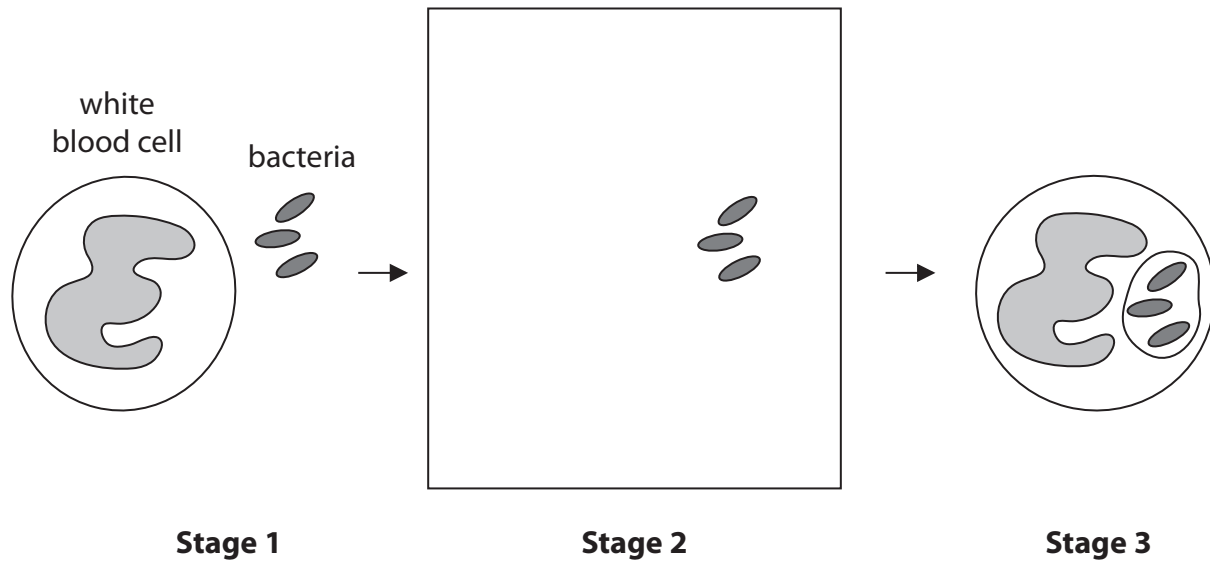 white
blood cell
bacteria
Stage 1
Stage 2
Stage 3